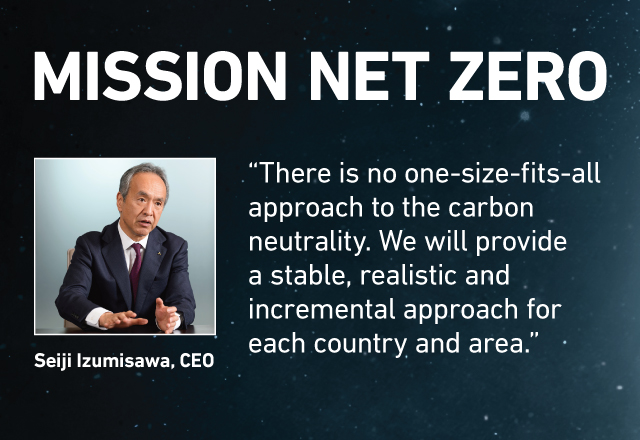 MISSION NET ZERO
“There is no one-size-fits-all
approach to the carbon
neutrality. We will provide
a stable, realistic and
incremental approach for
each country and area.”
Seiji Izumisawa, CEO